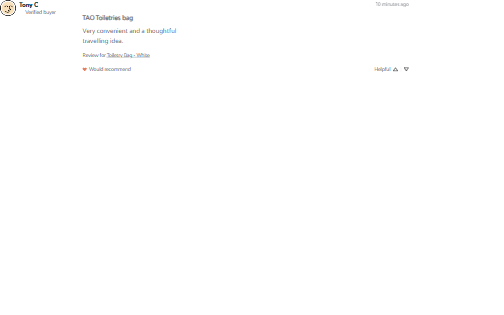 Tony C
Verified buyer
10 minutes ago
TAO Toiletries bag
Very convenient and a thoughtful
travelling idea.
Review for Toiletry Bag - White
Would recommend
Helpful